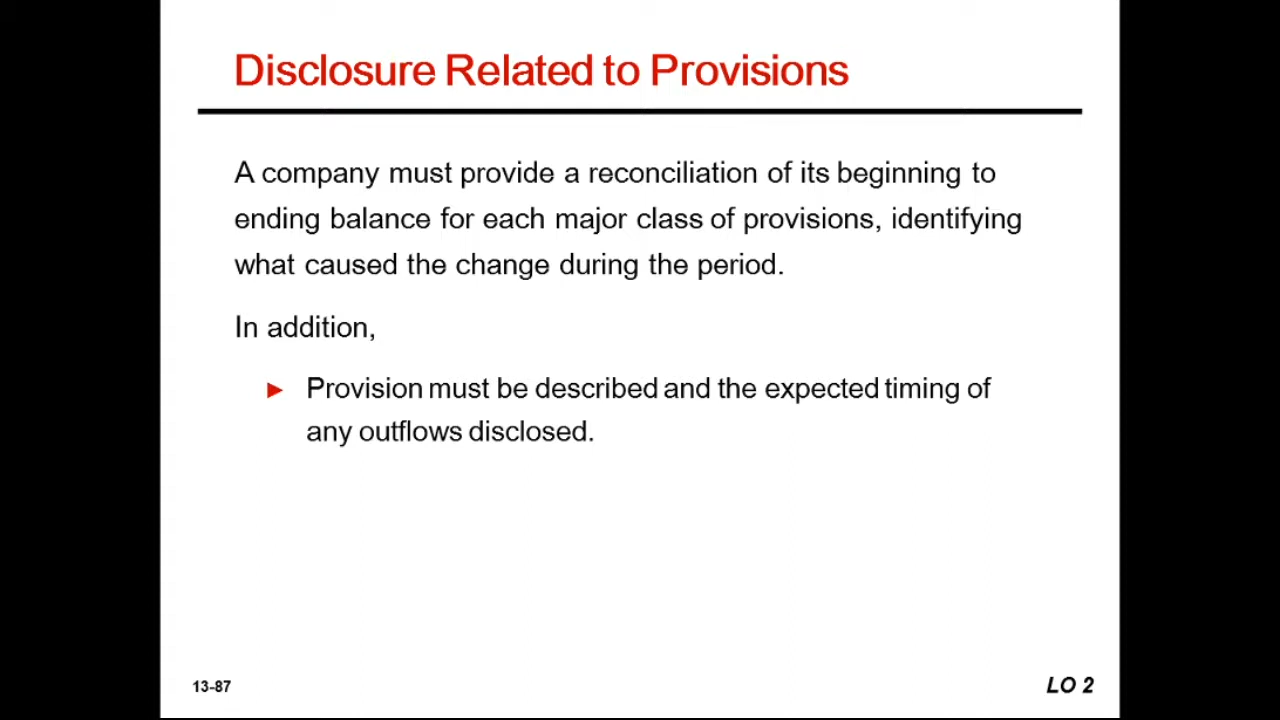 Disclosure Related to Provisions
A company must provide a reconciliation of its beginning to
ending balance for each major class of provisions, identifying
what caused the change during the period.
In addition,
► Provision must be described and the expected timing of
any outflows disclosed.
13-87
LO 2